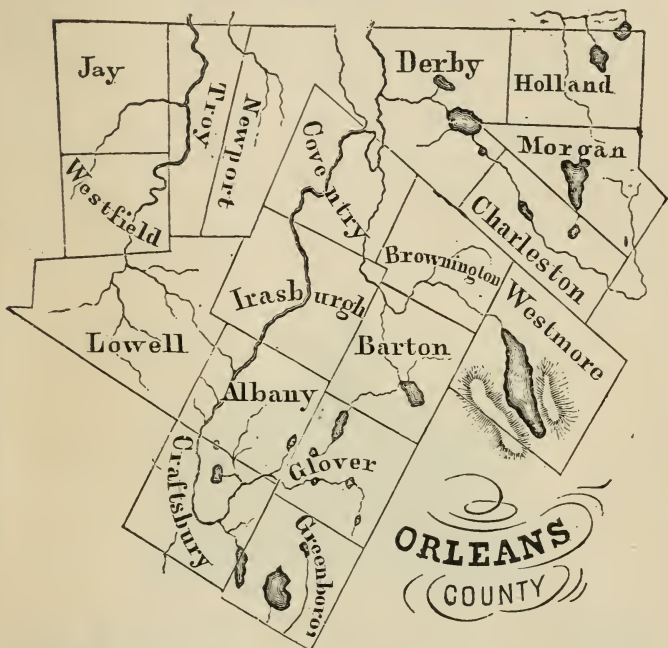 Jay
Troy
Newport
Derby
Holland
Morgan
Westfield
Coventry
Charleston
Brownington
Westmore
Irasburgh
Lowell
Barton
Albany
Glover
Craftsbury
Greensboro'
ORLEANS
COUNTY